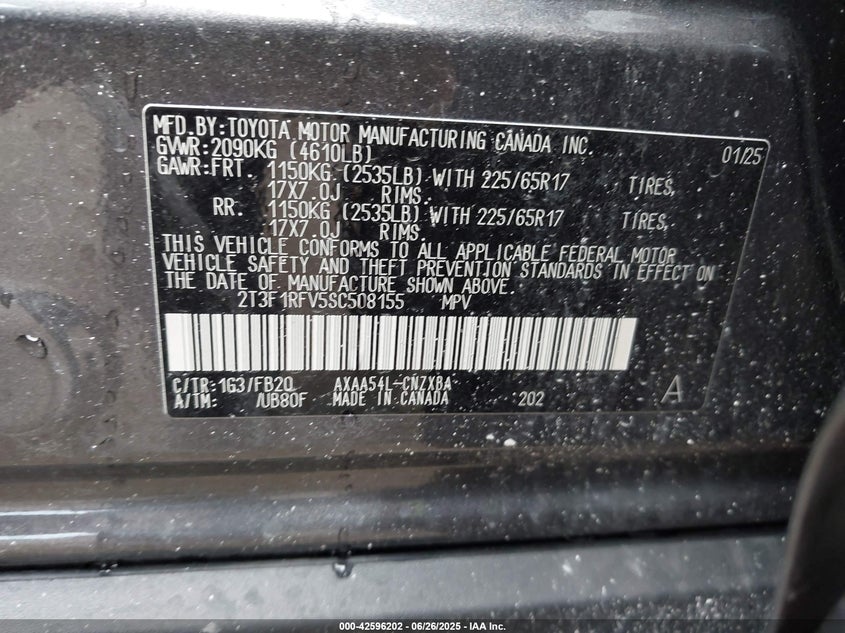 MFD.BY:TOYOTA MOTOR MANUFACTURING CANADA INC.
GVWR:2090KG (4610LB) 01/25
GAWR:FRT. 1150KG (2535LB) WITH 225/65R17 TIRES,
17X7.0J RIMS.
RR. 1150KG (2535LB) WITH 225/65R17 TIRES,
17X7.0J RIMS.
THIS VEHICLE CONFORMS TO ALL APPLICABLE FEDERAL MOTOR
VEHICLE SAFETY AND THEFT PREVENTION STANDARDS IN EFFECT ON
THE DATE OF MANUFACTURE SHOWN ABOVE.
2T3F1RFV5SC508155 MPV
C/TR:1G3/FB20 AXAA54L-CNZXBA
A/TM: /UB80F MADE IN CANADA 202 A
000-42596202 / 06/26/2025 - IAA Inc.